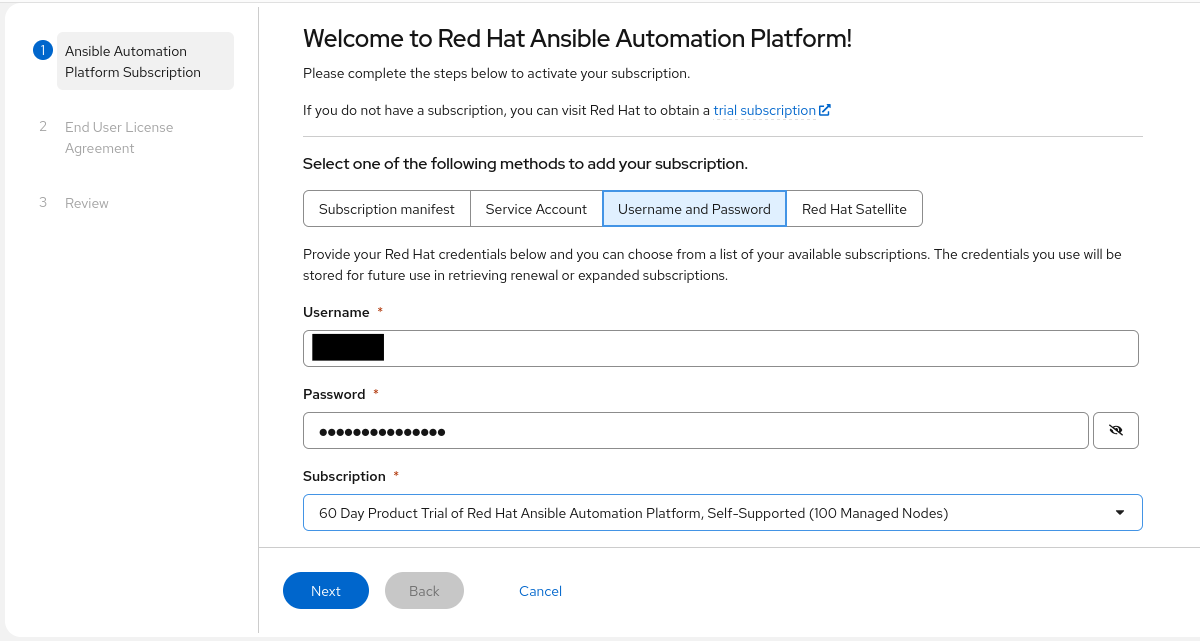 1 Ansible Automation
Platform Subscription
2 End User License
Agreement
3 Review
Welcome to Red Hat Ansible Automation Platform!
Please complete the steps below to activate your subscription.
If you do not have a subscription, you can visit Red Hat to obtain a trial subscription
Select one of the following methods to add your subscription.
Subscription manifest Service Account Username and Password Red Hat Satellite
Provide your Red Hat credentials below and you can choose from a list of your available subscriptions. The credentials you use will be
stored for future use in retrieving renewal or expanded subscriptions.
Username *
Password *
●●●●●●●●●●●●●●●
Subscription *
60 Day Product Trial of Red Hat Ansible Automation Platform, Self-Supported (100 Managed Nodes)
Next Back Cancel